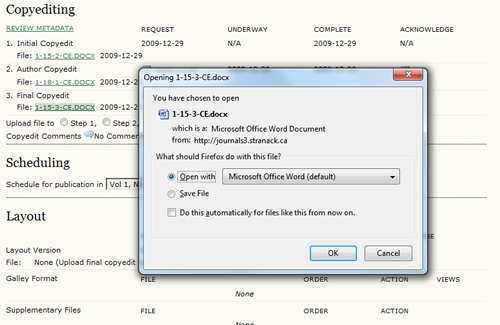 Copyediting
REVIEW METADATA REQUEST UNDERWAY COMPLETE ACKNOWLEDGE
1. Initial Copyedit 2009-12-29 N/A 2009-12-29 N/A
File: 1-15-2-CE.DOCX 2009-12-29
2. Author Copyedit
File: 1-18-1-CE.DOCX 2009-12-29
3. Final Copyedit
File: 1-15-3-CE.DOCX 2009-12-29
Upload file to Step 1, Step 2,
Copyedit Comments No Comme
Opening 1-15-3-CE.docx
You have chosen to open
1-15-3-CE.docx
which is a: Microsoft Office Word Document
from: http://journals3.stranack.ca
What should Firefox do with this file?
Open with Microsoft Office Word (default)
Save File
Do this automatically for files like this from now on.
OK Cancel
Scheduling
Schedule for publication in Vol 1, N
Layout
Layout Version
File: None (Upload final copyedit
Galley Format FILE ORDER ACTION VIEWS
None
Supplementary Files FILE ORDER ACTION
None